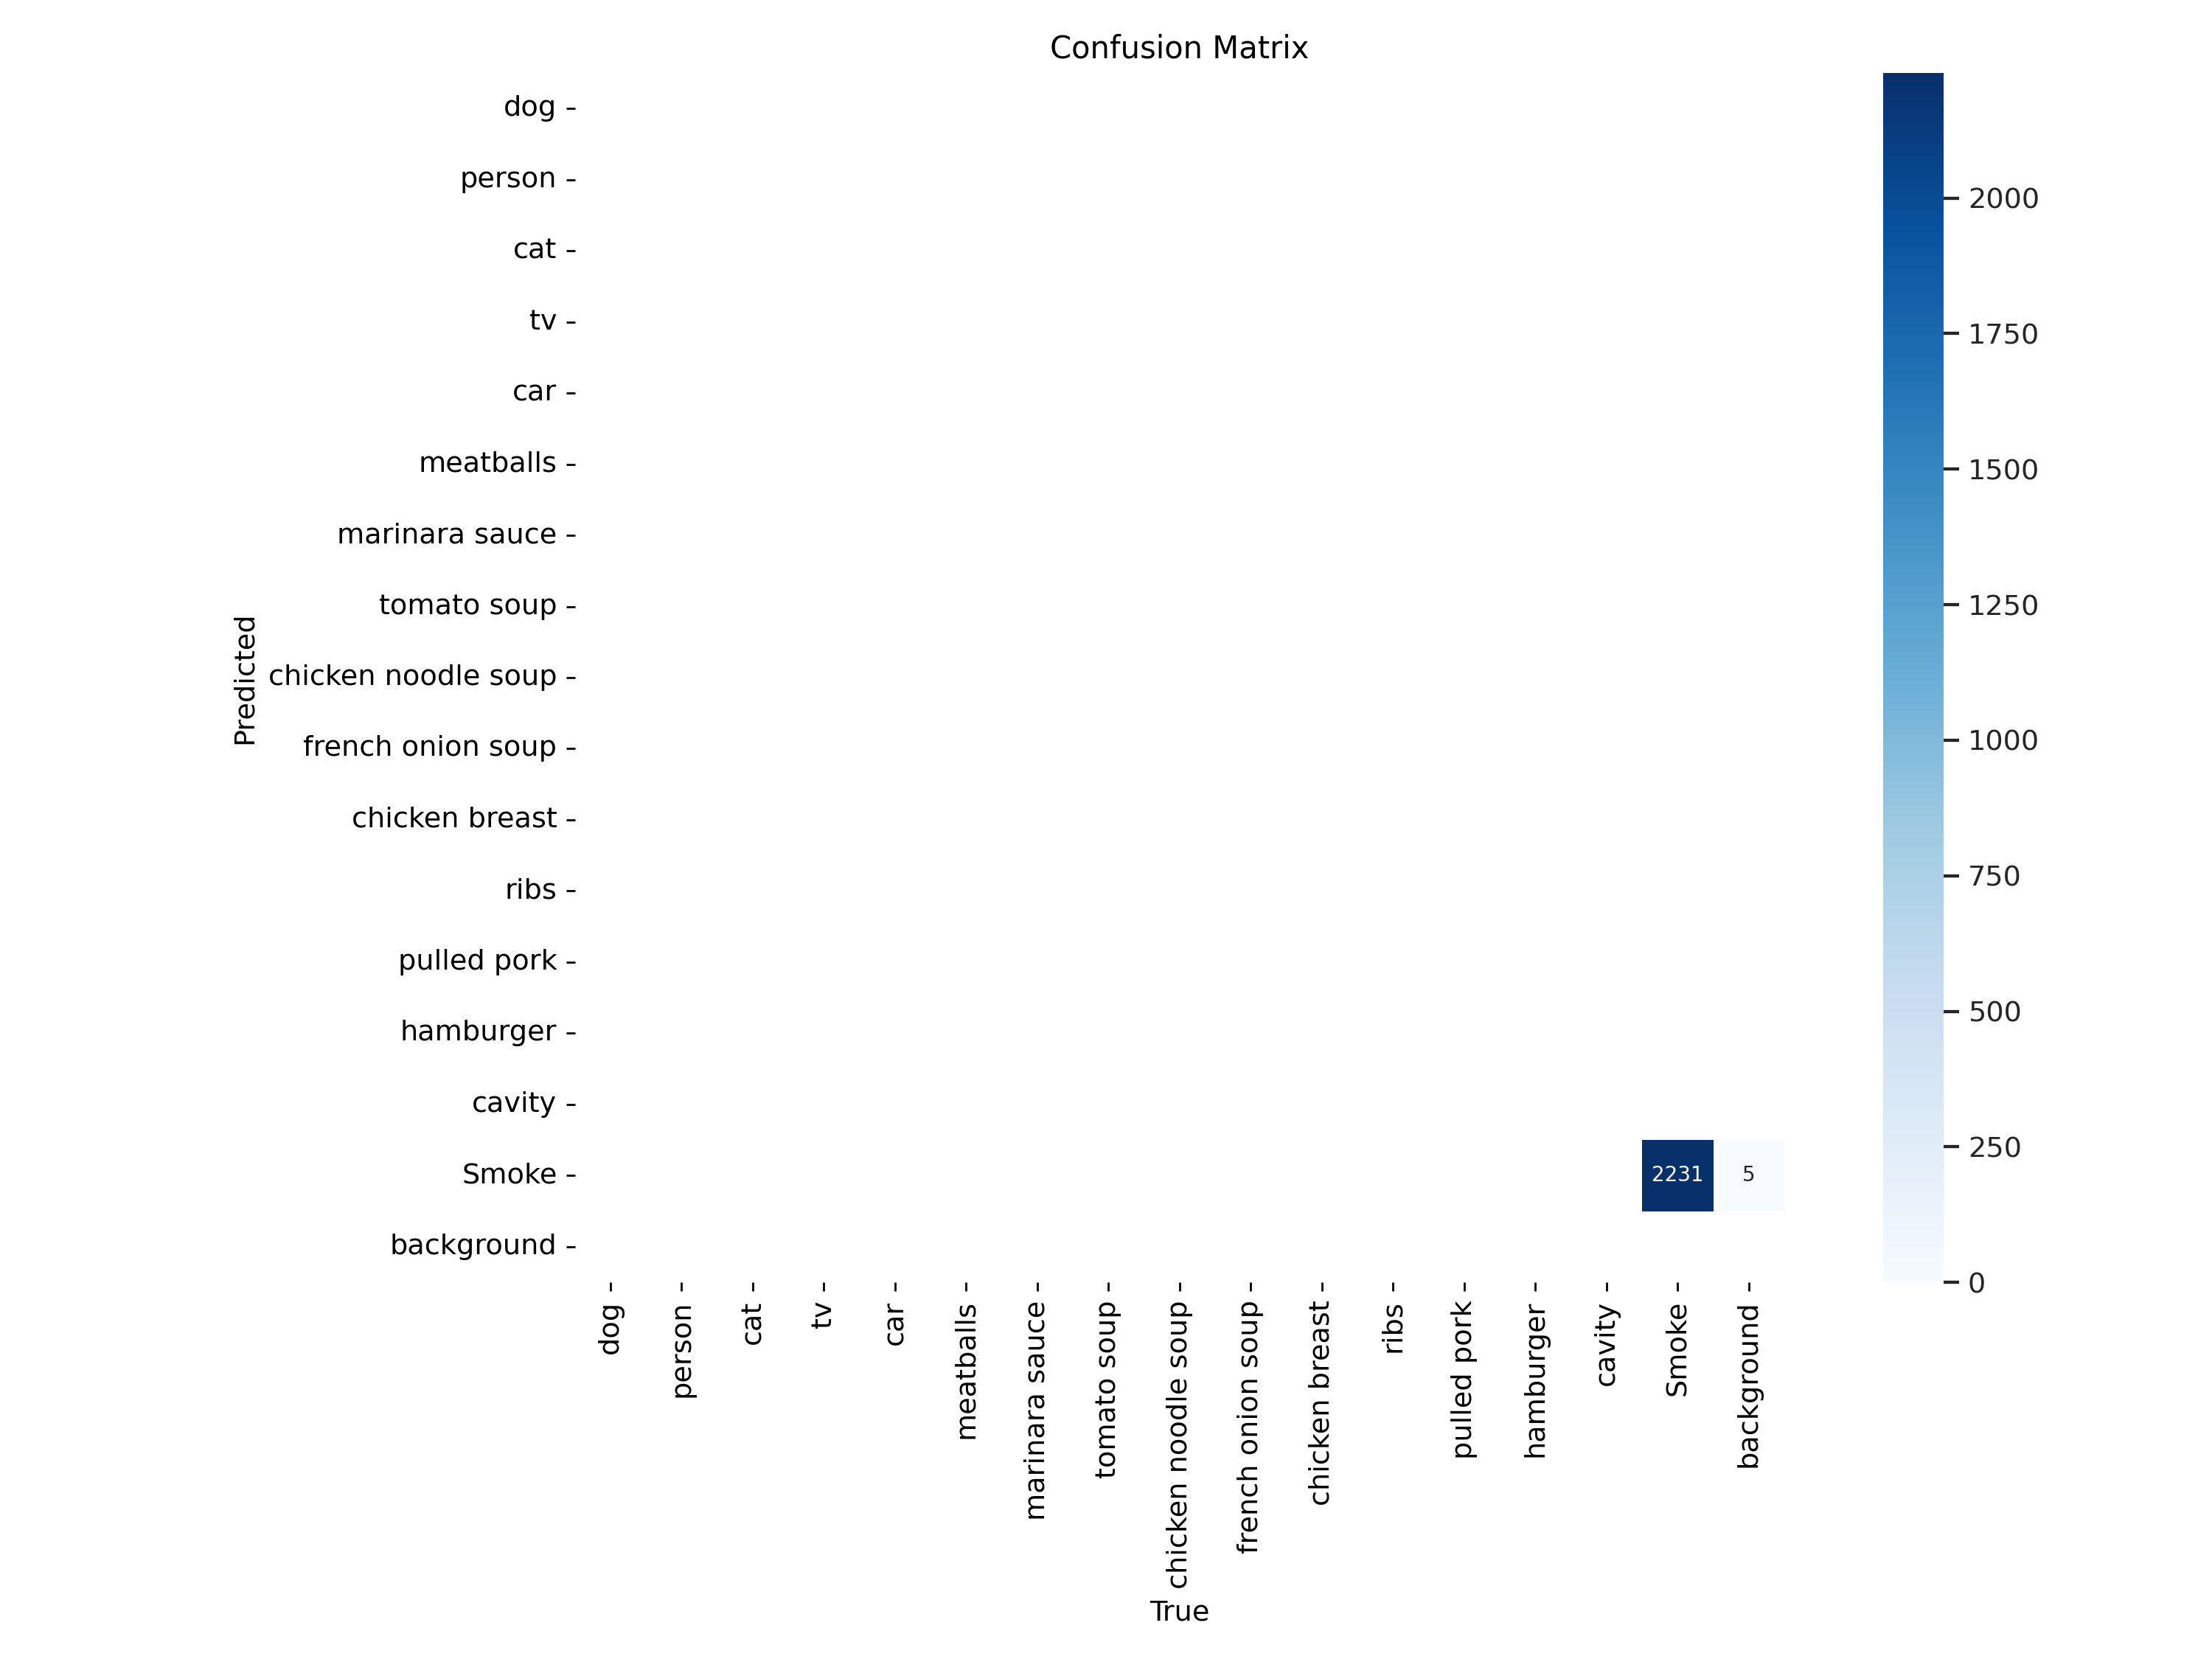 Confusion Matrix
dog
person
cat
tv
car
meatballs
marinara sauce
tomato soup
chicken noodle soup
french onion soup
chicken breast
ribs
pulled pork
hamburger
cavity
Smoke
background
Predicted
2231 5
dog
person
cat
tv
car
meatballs
marinara sauce
tomato soup
chicken noodle soup
french onion soup
chicken breast
ribs
pulled pork
hamburger
cavity
Smoke
background
True
2000
1750
1500
1250
1000
750
500
250
0